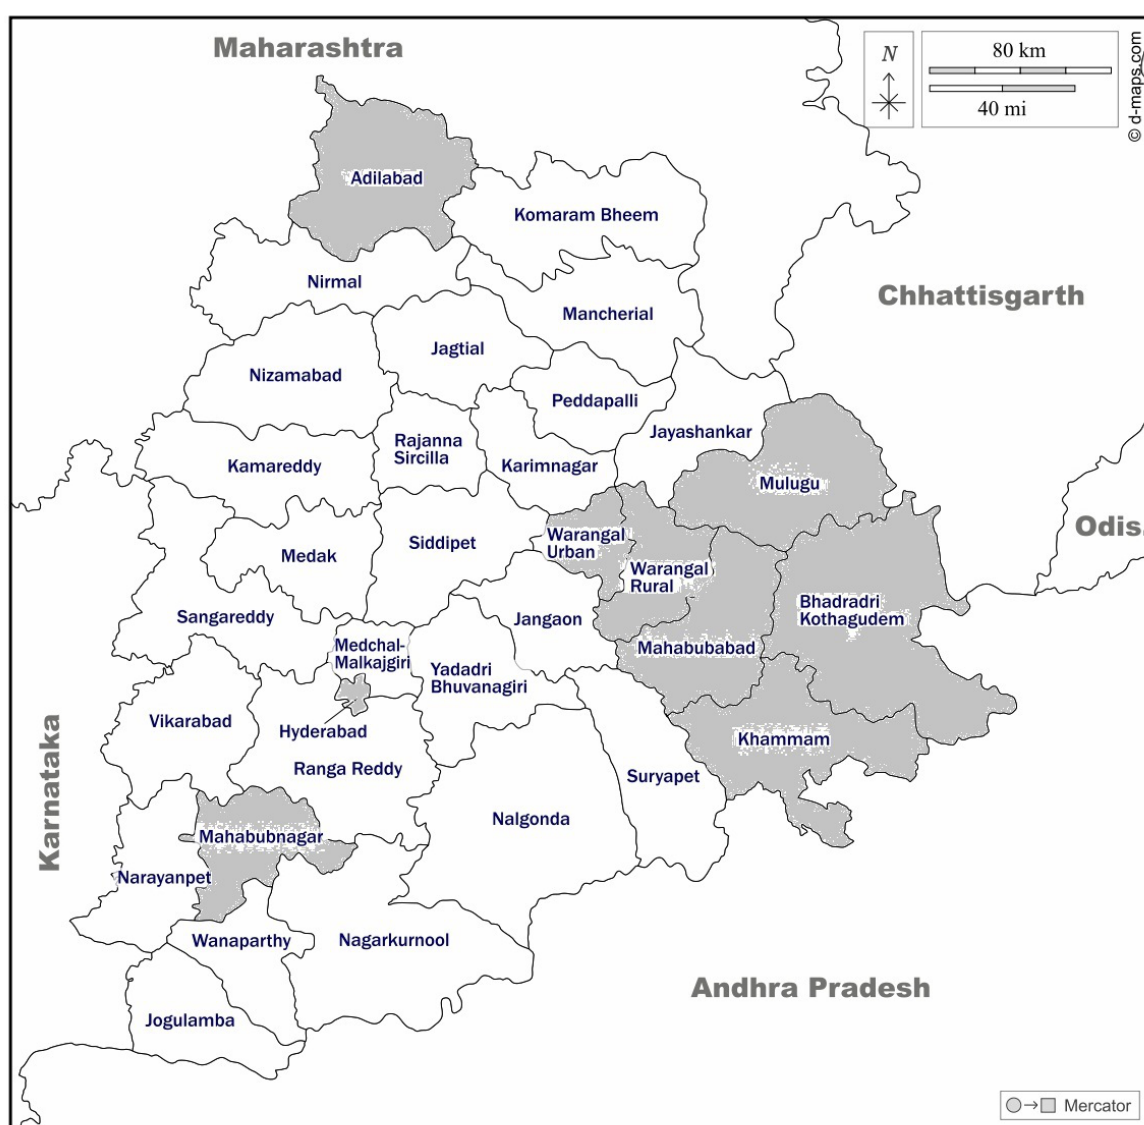 Maharashtra
N
80 km
40 mi
© d-maps.com
Adilabad
Komaram Bheem
Nirmal
Chhattisgarth
Mancherial
Jagtial
Nizamabad
Peddapalli
Jayashankar
Rajanna
Sircilla
Kamareddy
Karimnagar
Mulugu
Odis.
Warangal
Urban
Siddipet
Medak
Warangal
Rural
Bhadradri
Kothagudem
Sangareddy
Jangaon
Medchal-
Malkajgiri
Mahabubabad
Yadadri
Bhuvanagiri
Vikarabad
Hyderabad
Khammam
Ranga Reddy
Suryapet
Karnataka
Nalgonda
Mahabubnagar
Narayanpet
Wanaparthy
Nagarkurnool
Andhra Pradesh
Jogulamba
Mercator